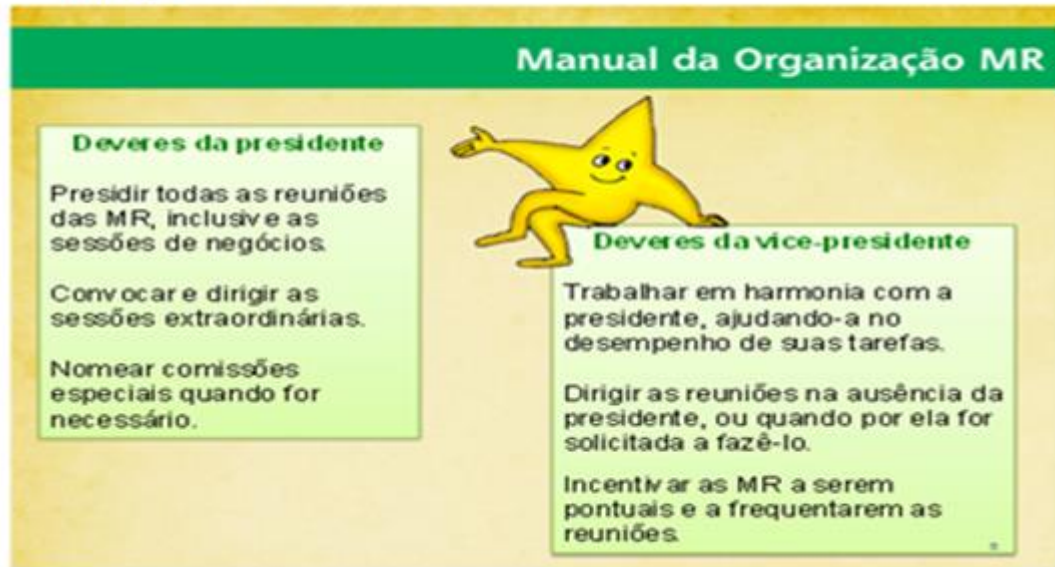 Manual da Organização MR
Deveres da presidente
Presidir todas as reuniões
das MR, inclusive as
sessões de negócios.
Convocar e dirigir as
sessões extraordinárias.
Nomear comissões
especiais quando for
necessário.
Deveres da vice-presidente
Trabalhar em harmonia com a
presidente, ajudando-a no
desempenho de suas tarefas.
Dirigir as reuniões na ausência da
presidente, ou quando por ela for
solicitada a fazê-lo.
Incentivar as MR a serem
pontuais e a frequentarem as
reuniões.